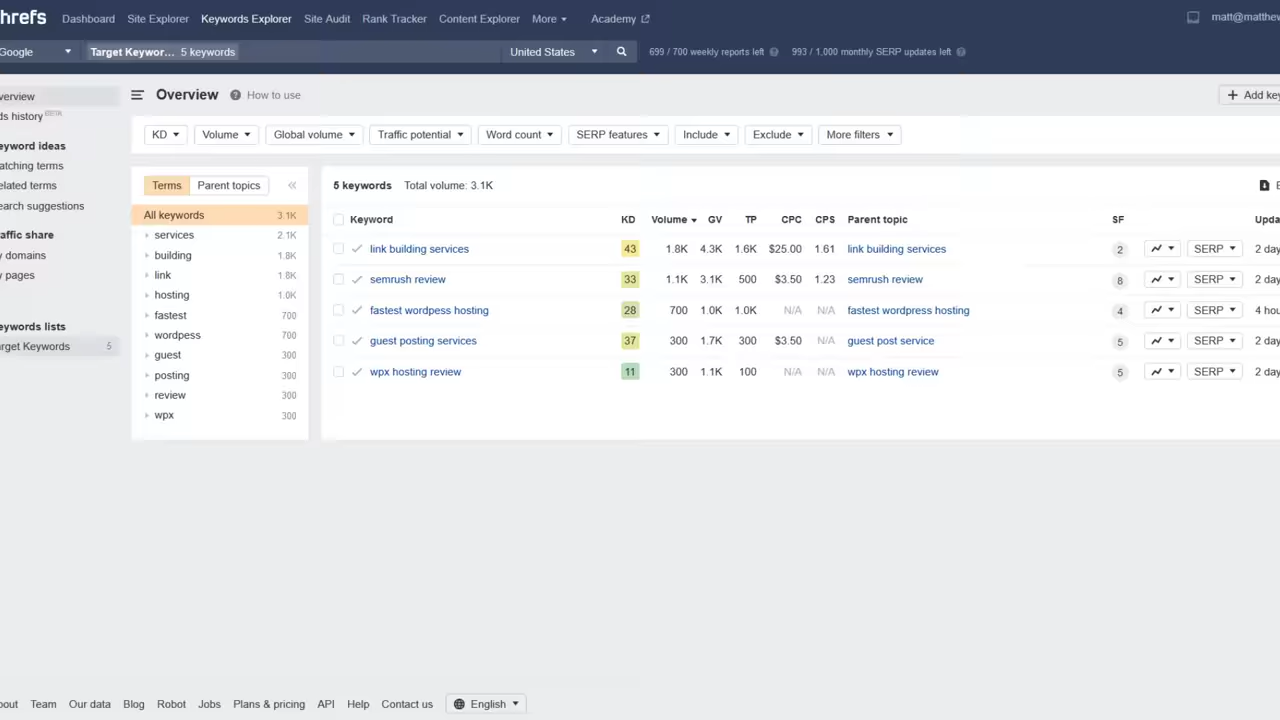 hrefs Dashboard Site Explorer Keywords Explorer Site Audit Rank Tracker Content Explorer More Academy matt@matthew
Google Target Keywor... 5 keywords United States 699 / 700 weekly reports left 993 / 1,000 monthly SERP updates left
verview
Overview How to use + Add key
ds history BETA
KD Volume Global volume Traffic potential Word count SERP features Include Exclude More filters
eyword ideas
atching terms
elated terms
earch suggestions
affic share
y domains
y pages
eywords lists
arget Keywords 5
Terms Parent topics
All keywords 3.1K
services 2.1K
building 1.8K
link 1.8K
hosting 1.0K
fastest 700
wordpess 700
guest 300
posting 300
review 300
wpx 300
5 keywords Total volume: 3.1K E
Keyword KD Volume GV TP CPC CPS Parent topic SF Upda
link building services 43 1.8K 4.3K 1.6K $25.00 1.61 link building services 2 SERP 2 day
semrush review 33 1.1K 3.1K 500 $3.50 1.23 semrush review 8 SERP 2 day
fastest wordpess hosting 28 700 1.0K 1.0K N/A N/A fastest wordpress hosting 4 SERP 4 hou
guest posting services 37 300 1.7K 300 $3.50 N/A guest post service 5 SERP 2 day
wpx hosting review 11 300 1.1K 100 N/A N/A wpx hosting review 5 SERP 2 day
bout Team Our data Blog Robot Jobs Plans & pricing API Help Contact us English